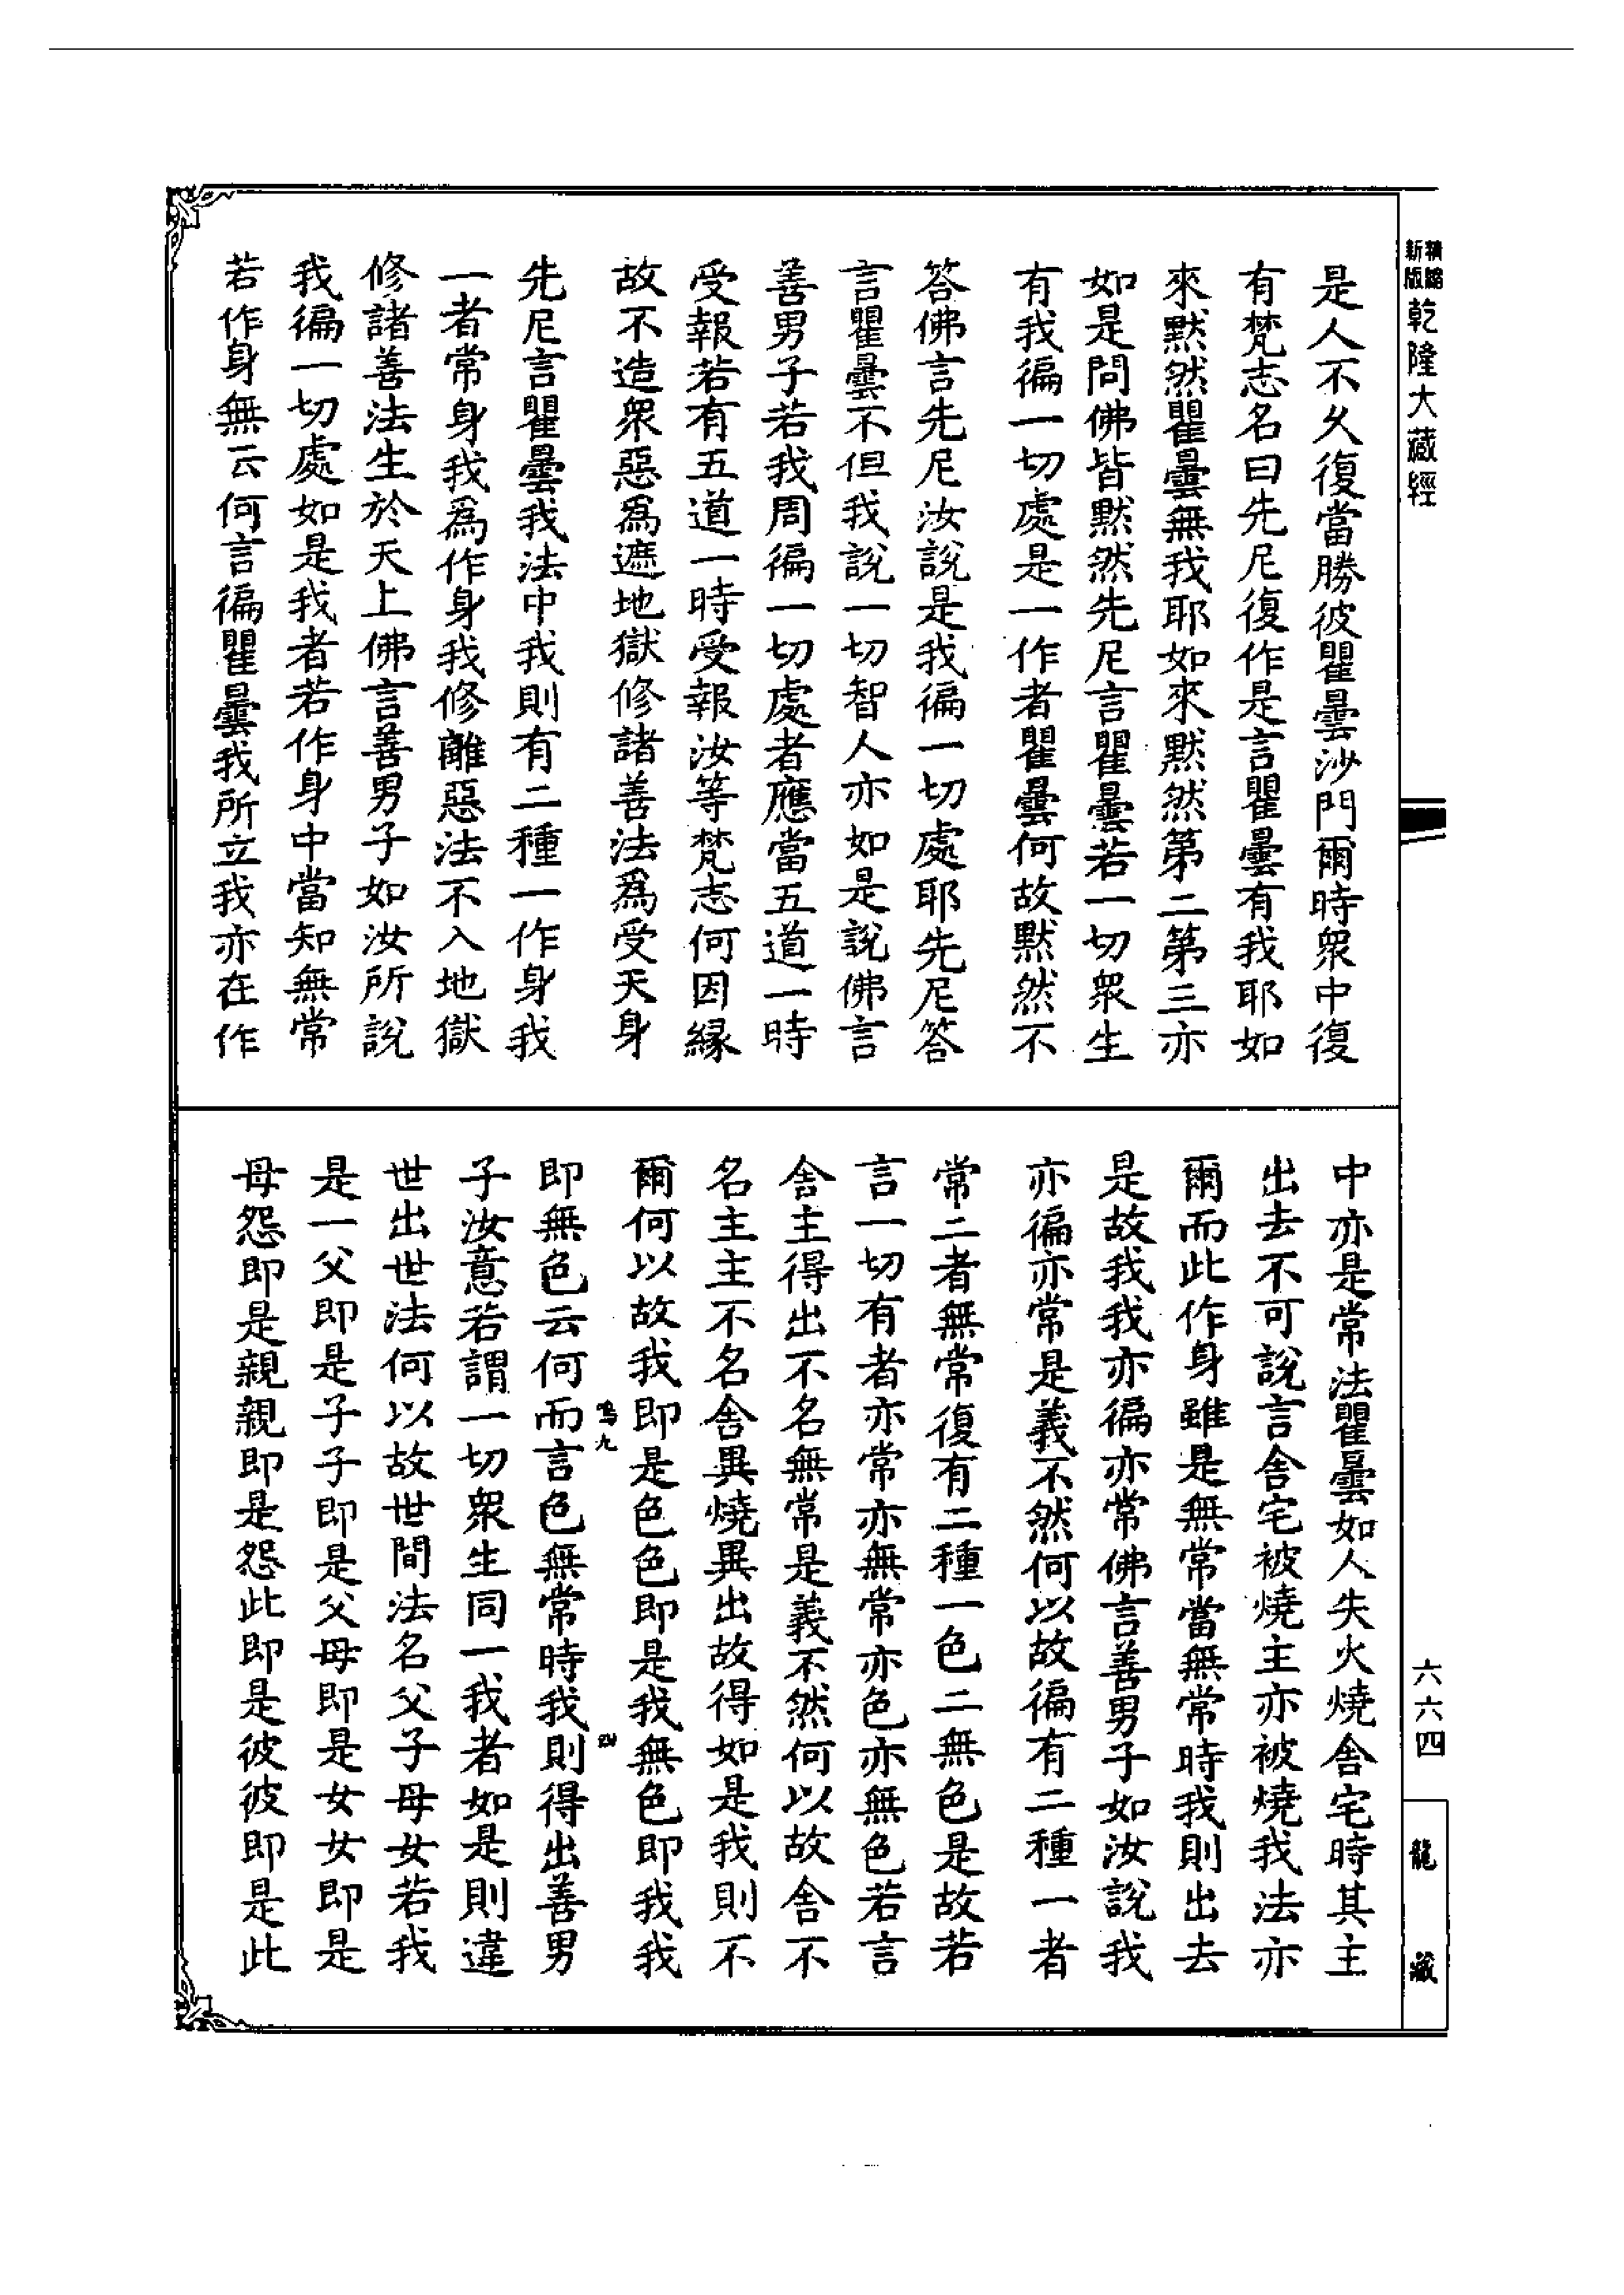 新版精縮
乾隆大藏經
是人不久復當勝彼瞿曇沙門爾時衆中復
有梵志名曰先尼復作是言瞿曇有我耶如
來默然瞿曇無我耶如來默然第二第三亦
如是問佛皆默然先尼言瞿曇若一切衆生
有我徧一切處是一作者瞿曇何故默然不
答佛言先尼汝說是我徧一切處耶先尼答
言瞿曇不但我說一切智人亦如是說佛言
善男子若我周徧一切處者應當五道一時
受報若有五道一時受報汝等梵志何因緣
故不造衆惡爲遮地獄修諸善法爲受天身
先尼言瞿曇我法中我則有二種一作身我
一者常身我爲作身我修離惡法不入地獄
修諸善法生於天上佛言善男子如汝所說
我徧一切處如是我者若作身中當知無常
若作身無云何言徧瞿曇我所立我亦在作
中亦是常法瞿曇如人失火燒舍宅時其主
出去不可說言舍宅被燒主亦被燒我法亦
爾而此作身雖是無常當無常時我則出去
是故我我亦徧亦常佛言善男子如汝說我
亦徧亦常是義不然何以故徧有二種一者
常二者無常復有二種一色二無色是故若
言一切有者亦常亦無常亦色亦無色若言
舍主得出不名無常是義不然何以故舍不
名主主不名舍異燒異出故得如是我則不
爾何以故我即是色色即是我無色即我我
即無色云何而言色無常時我則得出善男
子汝意若謂一切衆生同一我者如是則違
世出世法何以故世間法名父子母女若我
是一父即是子子即是父母即是女女即是
母怨即是親親即是怨此即是彼彼即是此
鳴九
四
六六四
龍藏